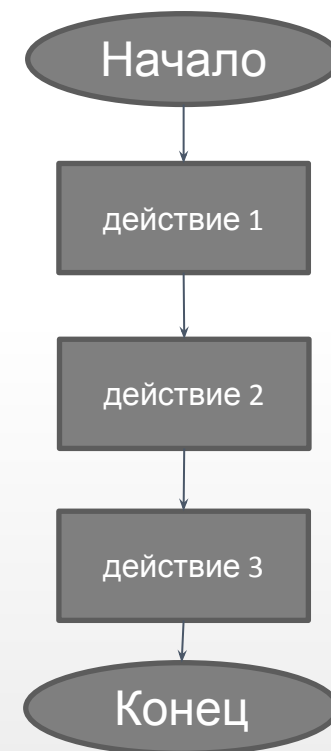 Начало
действие 1
действие 2
действие 3
Конец